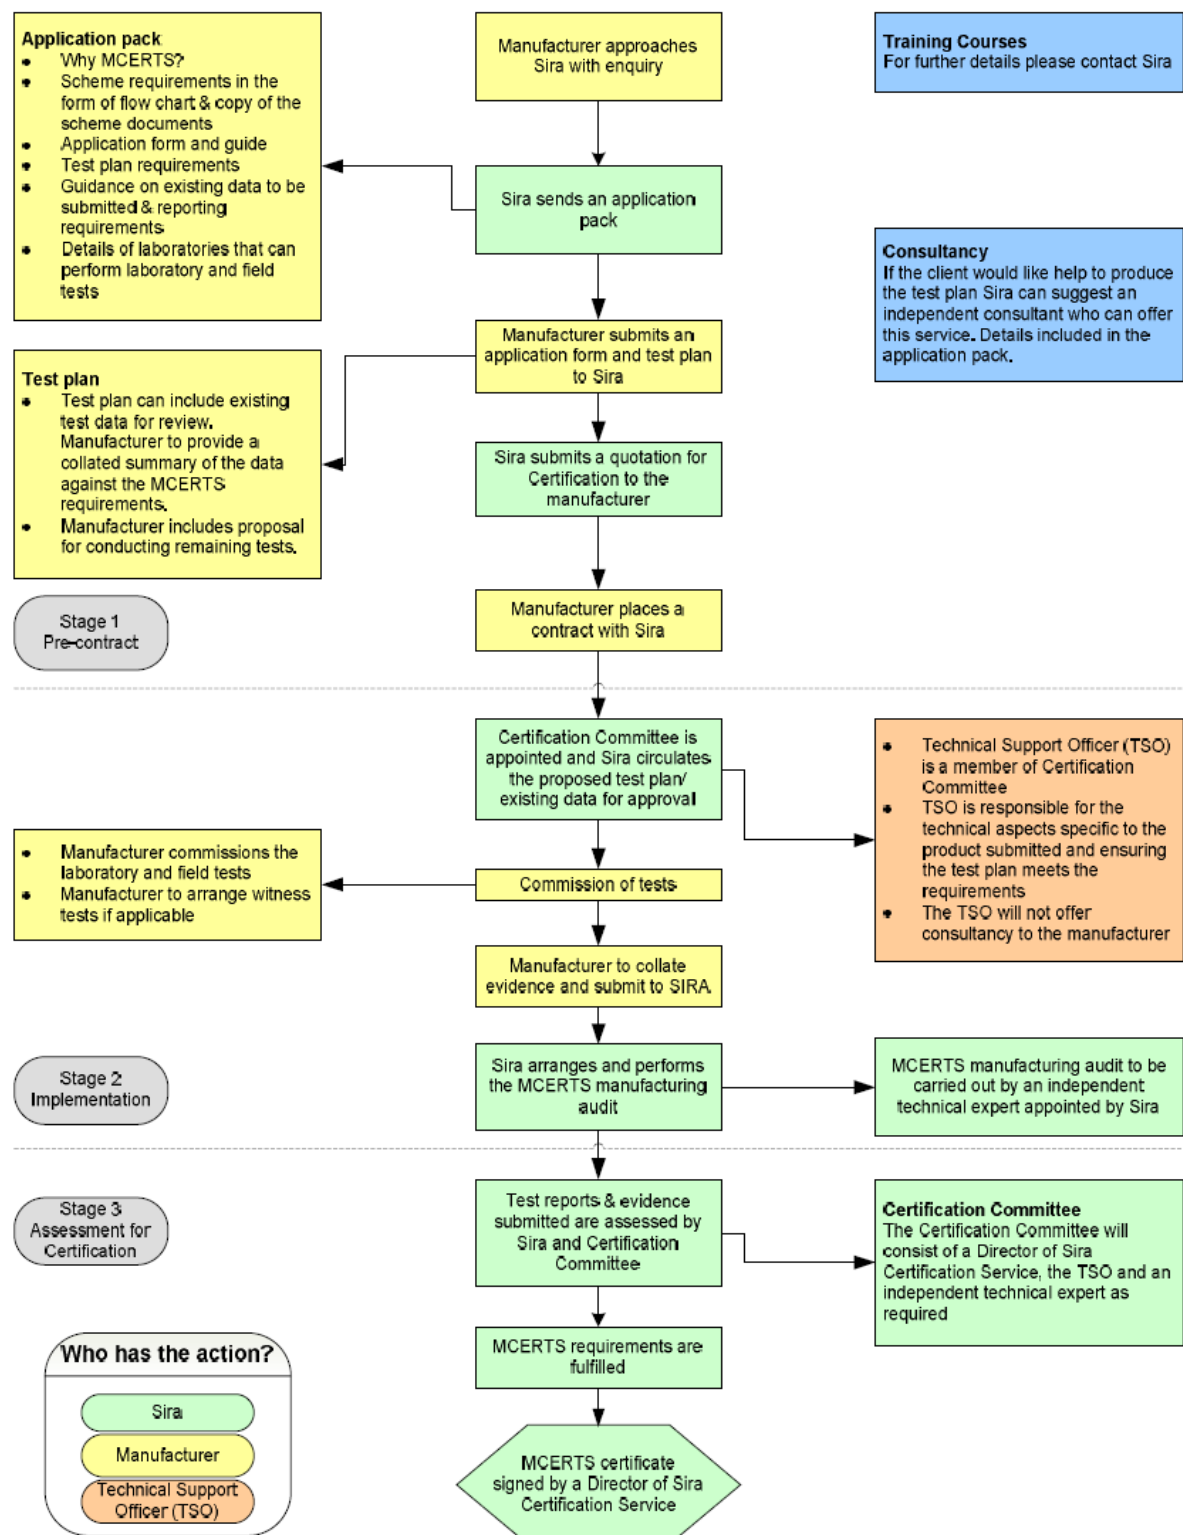 Application pack
• Why MCERTS?
• Scheme requirements in the
form of flow chart & copy of the
scheme documents
• Application form and guide
• Test plan requirements
• Guidance on existing data to be
submitted & reporting
requirements
• Details of laboratories that can
perform laboratory and field
tests
Manufacturer approaches
Sira with enquiry
Training Courses
For further details please contact Sira
Sira sends an application
pack
Consultancy
If the client would like help to produce
the test plan Sira can suggest an
independent consultant who can offer
this service. Details included in the
application pack.
Manufacturer submits an
application form and test plan
to Sira
Test plan
• Test plan can include existing
test data for review.
Manufacturer to provide a
collated summary of the data
against the MCERTS
requirements.
• Manufacturer includes proposal
for conducting remaining tests.
Sira submits a quotation for
Certification to the
manufacturer
Stage 1
Pre-contract
Manufacturer places a
contract with Sira
Certification Committee is
appointed and Sira circulates
the proposed test plan/
existing data for approval
• Technical Support Officer (TSO)
is a member of Certification
Committee
• TSO is responsible for the
technical aspects specific to the
product submitted and ensuring
the test plan meets the
requirements
• The TSO will not offer
consultancy to the manufacturer
• Manufacturer commissions the
laboratory and field tests
• Manufacturer to arrange witness
tests if applicable
Commission of tests
Manufacturer to collate
evidence and submit to SIRA.
Stage 2
Implementation
Sira arranges and performs
the MCERTS manufacturing
audit
MCERTS manufacturing audit to be
carried out by an independent
technical expert appointed by Sira
Stage 3
Assessment for
Certification
Test reports & evidence
submitted are assessed by
Sira and Certification
Committee
Certification Committee
The Certification Committee will
consist of a Director of Sira
Certification Service, the TSO and an
independent technical expert as
required
MCERTS requirements are
fulfilled
Who has the action?
Sira
Manufacturer
Technical Support
Officer (TSO)
MCERTS certificate
signed by a Director of Sira
Certification Service